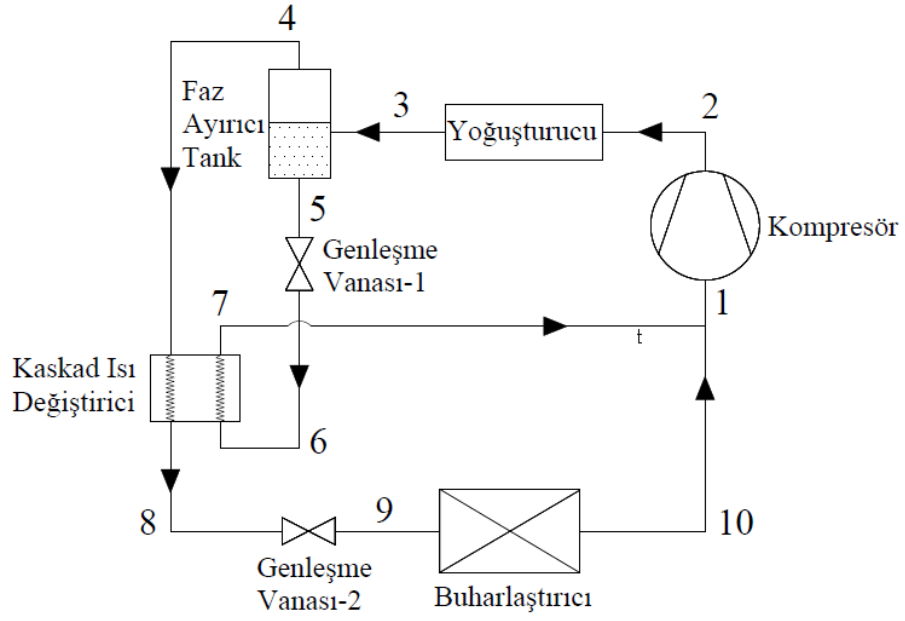 4
Faz
Ayırıcı
Tank
3
Yoğuşturucu
2
Kompresör
5
Genleşme
Vanası-1
7
1
t
Kaskad Isı
Değiştirici
6
8
9
10
Genleşme
Vanası-2
Buharlaştırıcı